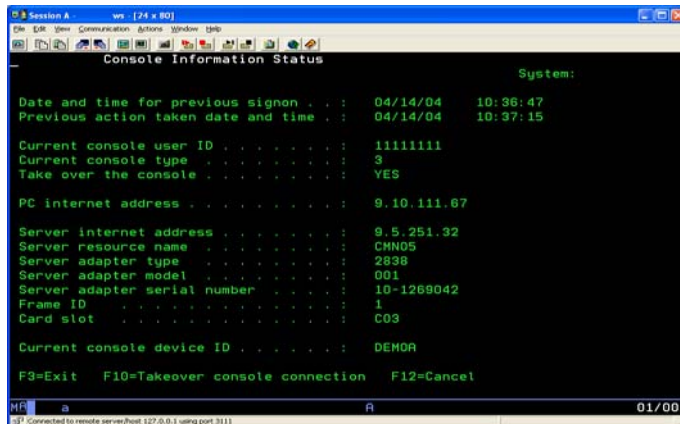 Session A - ws - [24 x 80]
File Edit View Communication Actions Window Help
Console Information Status
System:
Date and time for previous signon . . : 04/14/04 10:36:47
Previous action taken date and time . : 04/14/04 10:37:15
Current console user ID . . . . . . . : 11111111
Current console type . . . . . . . . : 3
Take over the console . . . . . . . . : YES
PC internet address . . . . . . . . . : 9.10.111.67
Server internet address . . . . . . . : 9.5.251.32
Server resource name . . . . . . . . : CMN05
Server adapter type . . . . . . . . : 2838
Server adapter model . . . . . . . . : 001
Server adapter serial number . . . . : 10-1269042
Frame ID . . . . . . . . . . . . . : 1
Card slot . . . . . . . . . . . . . : C03
Current console device ID . . . . . . : DEMOA
F3=Exit F10=Takeover console connection F12=Cancel
MA a A 01/00
Connected to remote server/host 127.0.0.1 using port 3111